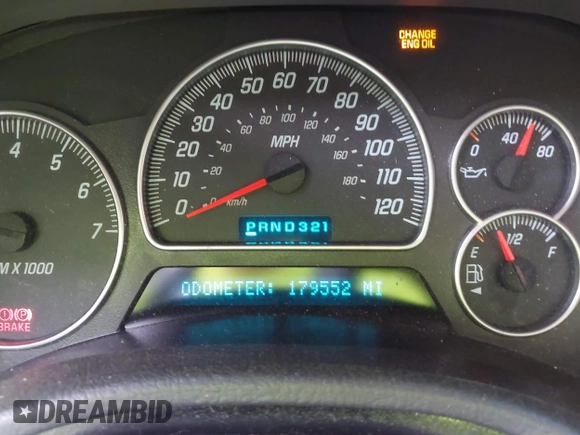 CHANGE
ENG OIL
0 10 20 30 40 50 60 70 80 90 100 110 120
0 20 40 60 80 100 120 140 160 180
MPH
km/h
4 5 6 7
M X 1000
0 40 80
E 1/2 F
PRND321
ODOMETER: 179552 MI
BRAKE
DREAMBID